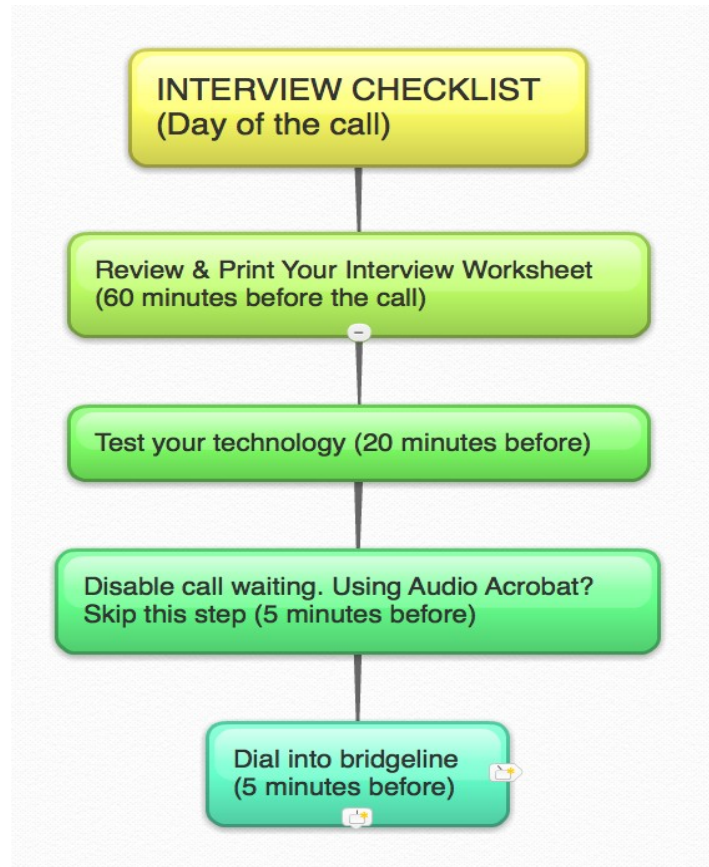 INTERVIEW CHECKLIST
(Day of the call)
Review & Print Your Interview Worksheet
(60 minutes before the call)
Test your technology (20 minutes before)
Disable call waiting. Using Audio Acrobat?
Skip this step (5 minutes before)
Dial into bridgeline
(5 minutes before)